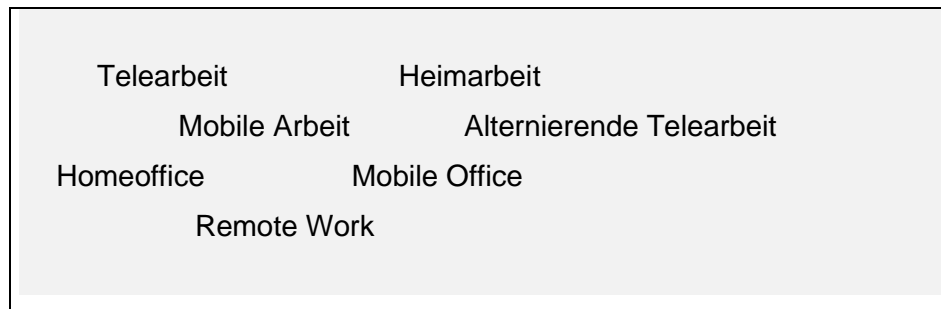 Telearbeit Heimarbeit
Mobile Arbeit Alternierende Telearbeit
Homeoffice Mobile Office
Remote Work